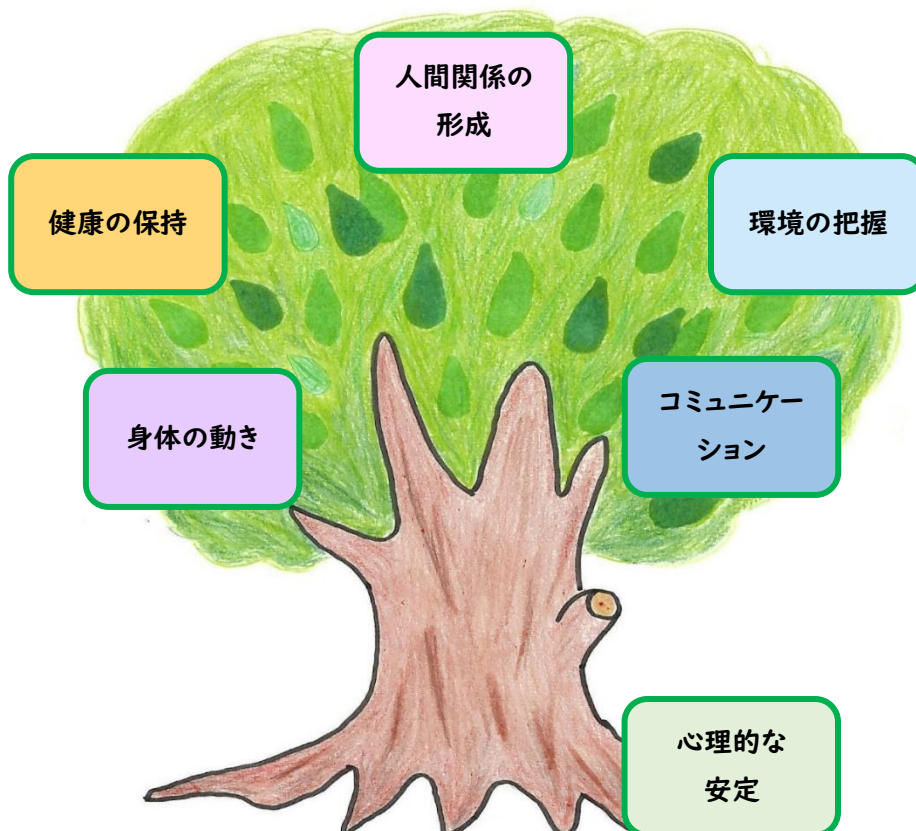 人間関係の
形成
健康の保持
環境の把握
身体の動き
コミュニケー
ション
心理的な
安定